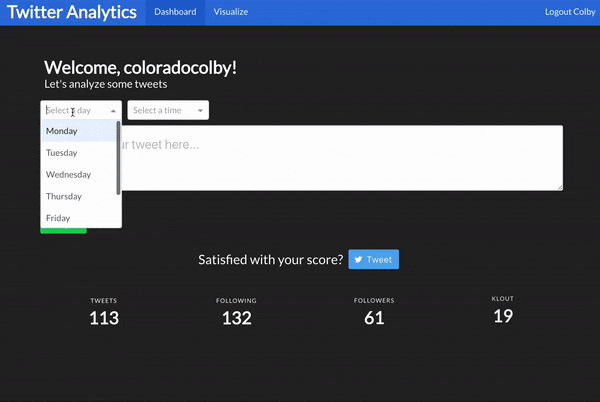 Twitter Analytics Dashboard Visualize Logout Colby
Welcome, coloradocolby!
Let's analyze some tweets
Select a day Select a time
Monday
Tuesday
Wednesday
Thursday
Friday
tweet here...
Satisfied with your score? Tweet
TWEETS FOLLOWING FOLLOWERS KLOUT
113 132 61 19